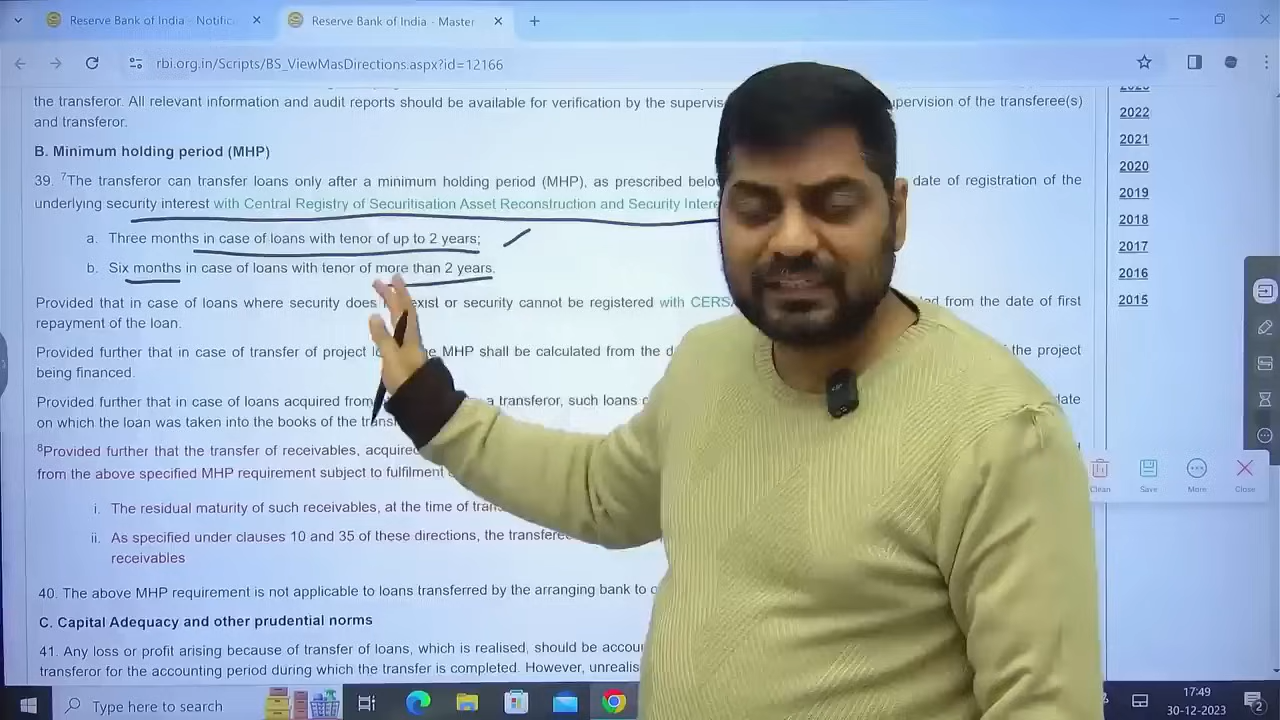 Reserve Bank of India - Notific
Reserve Bank of India - Master
rbi.org.in/Scripts/BS_ViewMasDirections.aspx?id=12166
the transferor. All relevant information and audit reports should be available for verification by the supervis pervision of the transferee(s)
and transferor.
2022
B. Minimum holding period (MHP)
2021
39. 7The transferor can transfer loans only after a minimum holding period (MHP), as prescribed belo date of registration of the
2020
underlying security interest with Central Registry of Securitisation Asset Reconstruction and Security Intere
2019
a. Three months in case of loans with tenor of up to 2 years;
2018
2017
b. Six months in case of loans with tenor of more than 2 years.
2016
Provided that in case of loans where security does exist or security cannot be registered with CERSA from the date of first
2015
repayment of the loan.
Provided further that in case of transfer of project lo e MHP shall be calculated from the d the project
being financed.
Provided further that in case of loans acquired from a transferor, such loans c date
on which the loan was taken into the books of the trans
8Provided further that the transfer of receivables, acquired
from the above specified MHP requirement subject to fulfilment
Clean
Save
More
Close
i. The residual maturity of such receivables, at the time of tran
ii. As specified under clauses 10 and 35 of these directions, the transferee
receivables
40. The above MHP requirement is not applicable to loans transferred by the arranging bank to o
C. Capital Adequacy and other prudential norms
41. Any loss or profit arising because of transfer of loans, which is realised, should be accou
transferor for the accounting period during which the transfer is completed. However, unrealis
Type here to search
17:49
30-12-2023
2